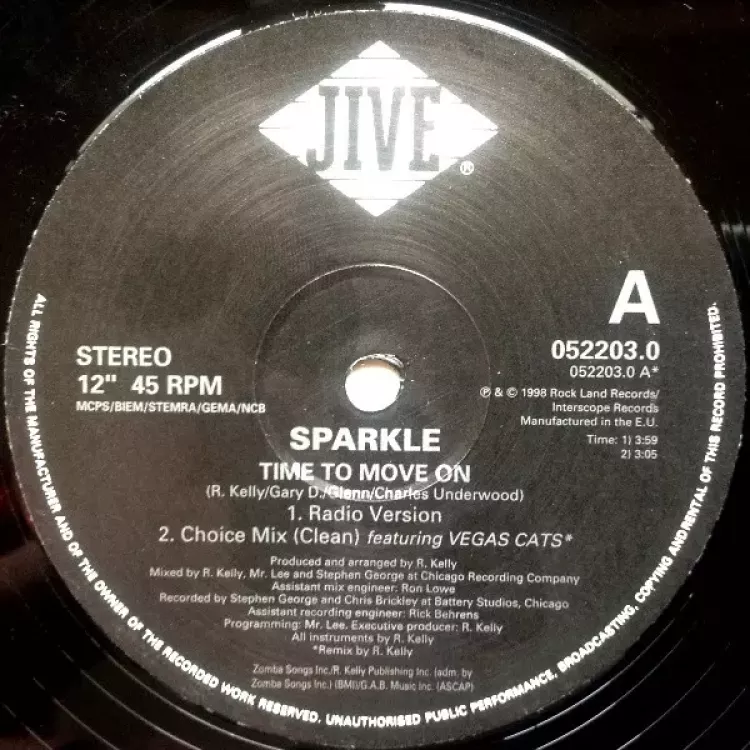 JIVE
®
A
STEREO
12" 45 RPM
MCPS/BIEM/STEMRA/GEMA/NCB
052203.0
052203.0 A*
℗ & © 1998 Rock Land Records/
Interscope Records
Manufactured in the E.U.
Time: 1) 3:59
2) 3:05
SPARKLE
TIME TO MOVE ON
(R. Kelly/Gary D./Glenn/Charles Underwood)
1. Radio Version
2. Choice Mix (Clean) featuring VEGAS CATS*
Produced and arranged by R. Kelly
Mixed by R. Kelly, Mr. Lee and Stephen George at Chicago Recording Company
Assistant mix engineer: Ron Lowe
Recorded by Stephen George and Chris Brickley at Battery Studios, Chicago
Assistant recording engineer: Rick Behrens
Programming: Mr. Lee. Executive producer: R. Kelly
All instruments by R. Kelly
*Remix by R. Kelly
Zomba Songs Inc./R. Kelly Publishing Inc. (adm. by
Zomba Songs Inc.) (BMI)/G.A.B. Music Inc. (ASCAP)
ALL RIGHTS OF THE MANUFACTURER AND OF THE OWNER OF THE RECORDED WORK RESERVED. UNAUTHORISED PUBLIC PERFORMANCE, BROADCASTING, COPYING AND RENTAL OF THIS RECORD PROHIBITED.